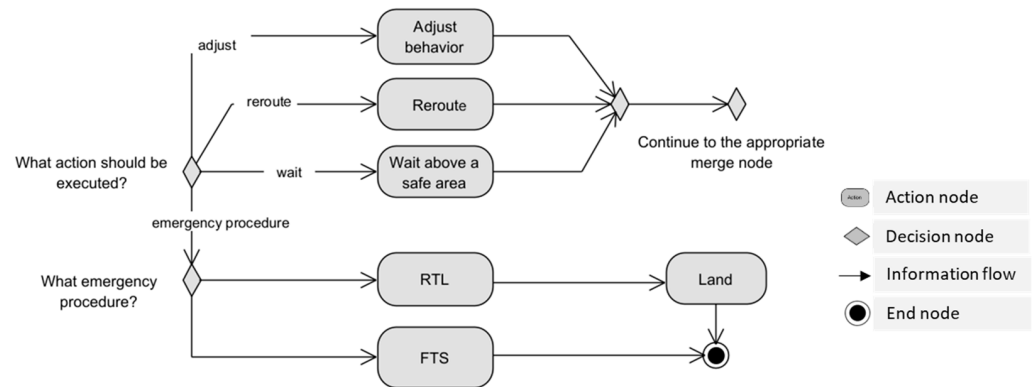 adjust
Adjust
behavior
reroute
Reroute
What action should be
executed?
wait
Wait above a
safe area
Continue to the appropriate
merge node
emergency procedure
What emergency
procedure?
RTL
Land
FTS
Action
Action node
Decision node
Information flow
End node